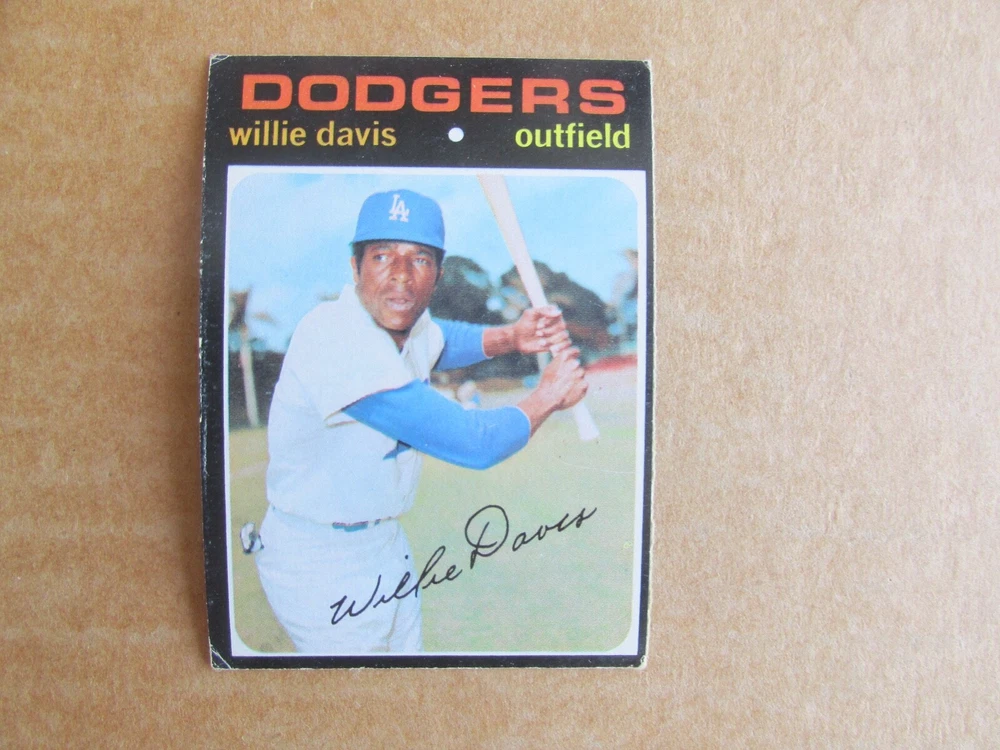 DODGERS
willie davis • outfield
LA
Willie Davis